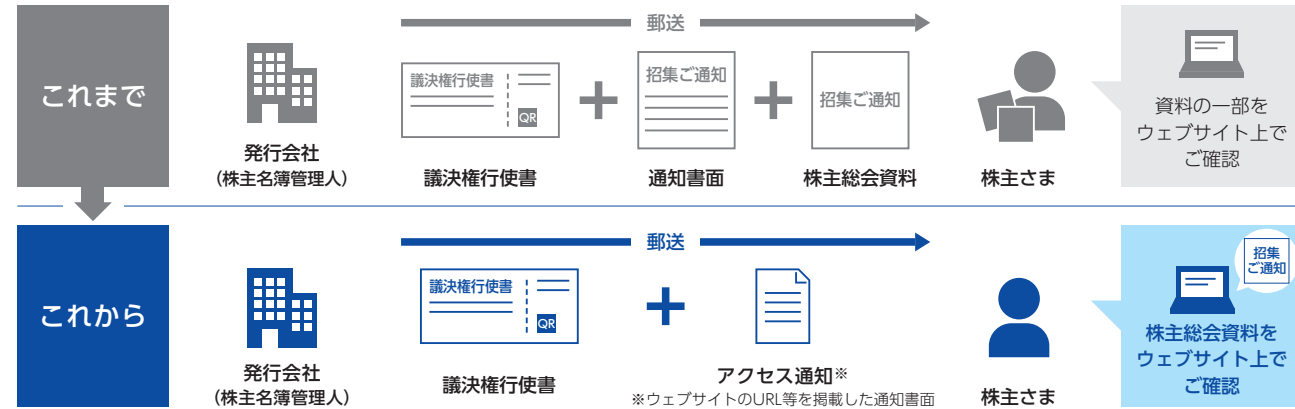 これまで
発行会社
(株主名簿管理人)
郵送
議決権行使書
QR
議決権行使書
招集ご通知
通知書面
招集ご通知
株主総会資料
株主さま
資料の一部を
ウェブサイト上で
ご確認
これから
発行会社
(株主名簿管理人)
郵送
議決権行使書
QR
議決権行使書
アクセス通知※
※ウェブサイトのURL等を掲載した通知書面
株主さま
招集
ご通知
株主総会資料を
ウェブサイト上で
ご確認